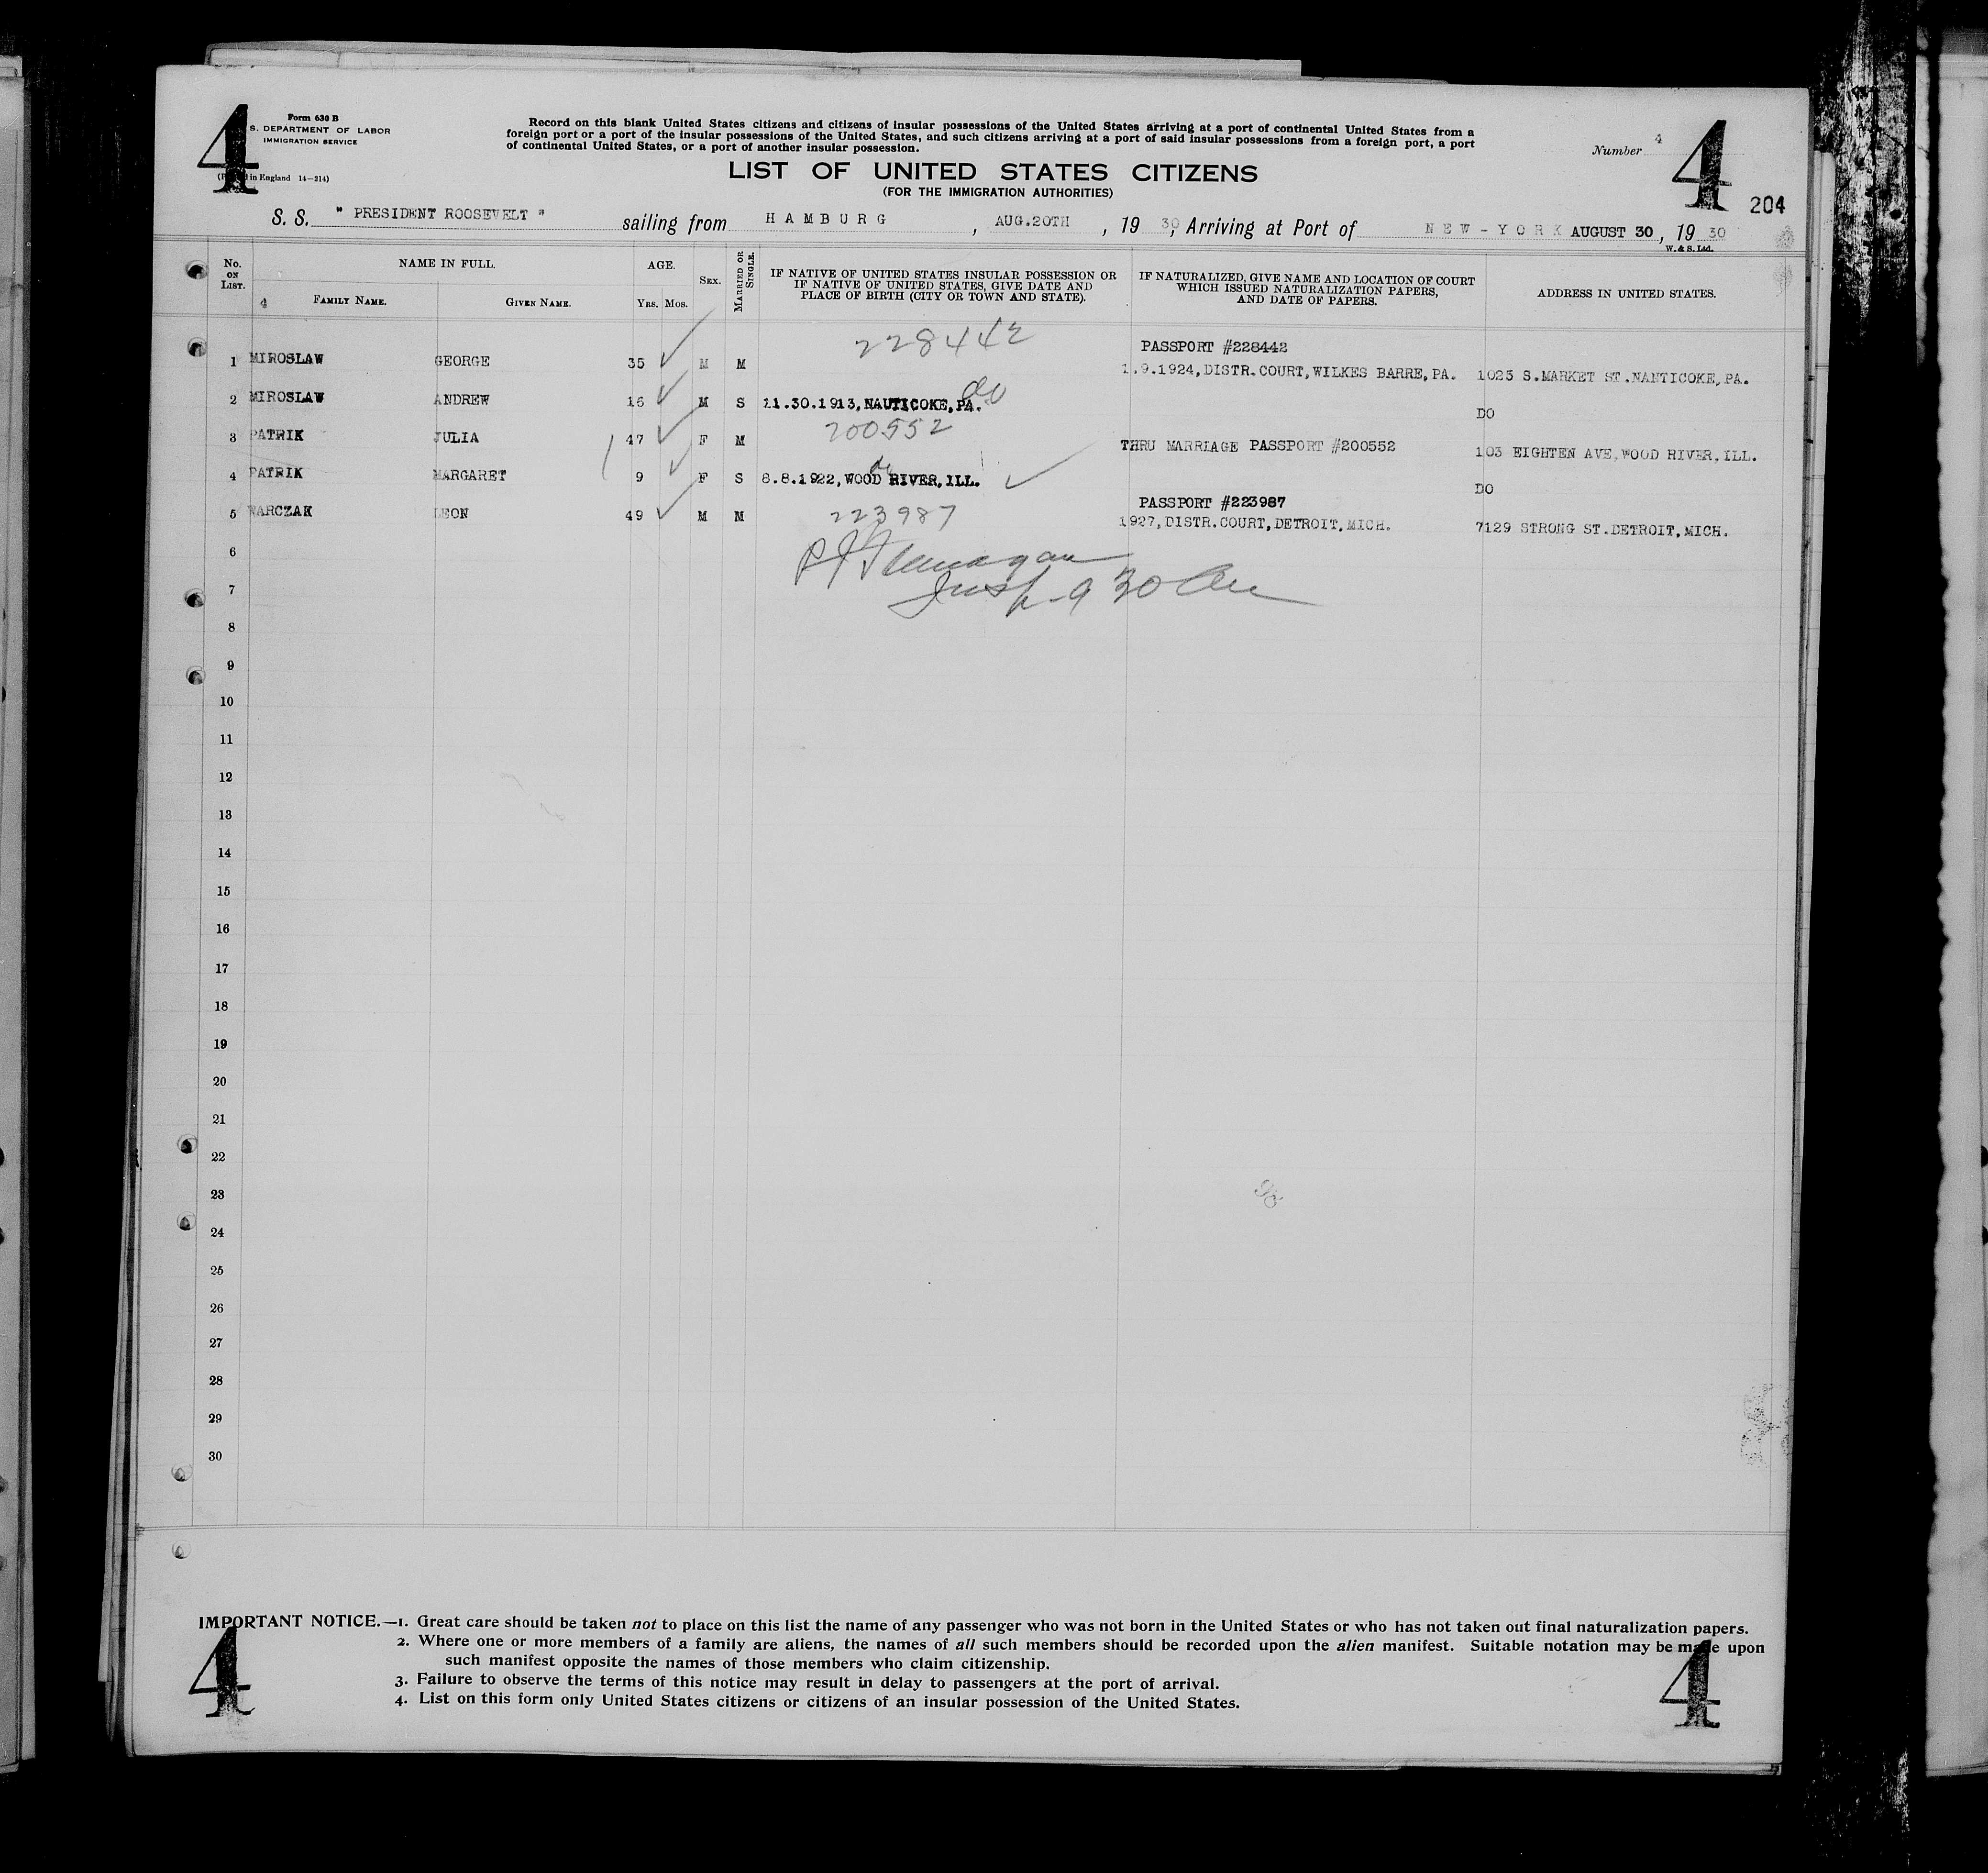 4
Form 630 B
S. DEPARTMENT OF LABOR
IMMIGRATION SERVICE
in England 14-214)
Record on this blank United States citizens and citizens of insular possessions of the United States arriving at a port of continental United States from a
foreign port or a port of the insular possessions of the United States, and such citizens arriving at a port of said insular possessions from a foreign port, a port
of continental United States, or a port of another insular possession.
Number 4
4
204
LIST OF UNITED STATES CITIZENS
(FOR THE IMMIGRATION AUTHORITIES)
S. S. " PRESIDENT ROOSEVELT " sailing from HAMBURG, AUG.20TH, 19 30, Arriving at Port of NEW-YORK AUGUST 30, 19 30
W. & S. Ltd.
No. ON LIST.
NAME IN FULL.
4 FAMILY NAME.
GIVEN NAME.
AGE.
YRS. MOS.
SEX.
MARRIED OR SINGLE.
IF NATIVE OF UNITED STATES INSULAR POSSESSION OR
IF NATIVE OF UNITED STATES, GIVE DATE AND
PLACE OF BIRTH (CITY OR TOWN AND STATE).
IF NATURALIZED, GIVE NAME AND LOCATION OF COURT
WHICH ISSUED NATURALIZATION PAPERS,
AND DATE OF PAPERS.
ADDRESS IN UNITED STATES.
228442
PASSPORT #228442
1 MIROSLAW GEORGE 35 M M 1.9.1924,DISTR.COURT,WILKES BARRE,PA. 1025 S.MARKET ST.NANTICOKE,PA.
do
2 MIROSLAW ANDREW 16 M S 11.30.1913,NAUTICOKE,PA. DO
200552
3 PATRIK JULIA 47 F M THRU MARRIAGE PASSPORT #200552 103 EIGHTEN AVE,WOOD RIVER,ILL.
do
4 PATRIK MARGARET 9 F S 8.8.1922,WOOD RIVER,ILL. DO
PASSPORT #223987
5 WARCZAK LEON 49 M M 223987 1927,DISTR.COURT,DETROIT,MICH. 7129 STRONG ST.DETROIT,MICH.
6
7
Insp. 930
8
9
10
11
12
13
14
15
16
17
18
19
20
21
22
23
24
25
26
27
28
29
30
IMPORTANT NOTICE.—1. Great care should be taken not to place on this list the name of any passenger who was not born in the United States or who has not taken out final naturalization papers.
2. Where one or more members of a family are aliens, the names of all such members should be recorded upon the alien manifest. Suitable notation may be made upon
such manifest opposite the names of those members who claim citizenship.
3. Failure to observe the terms of this notice may result in delay to passengers at the port of arrival.
4. List on this form only United States citizens or citizens of an insular possession of the United States.
4
4